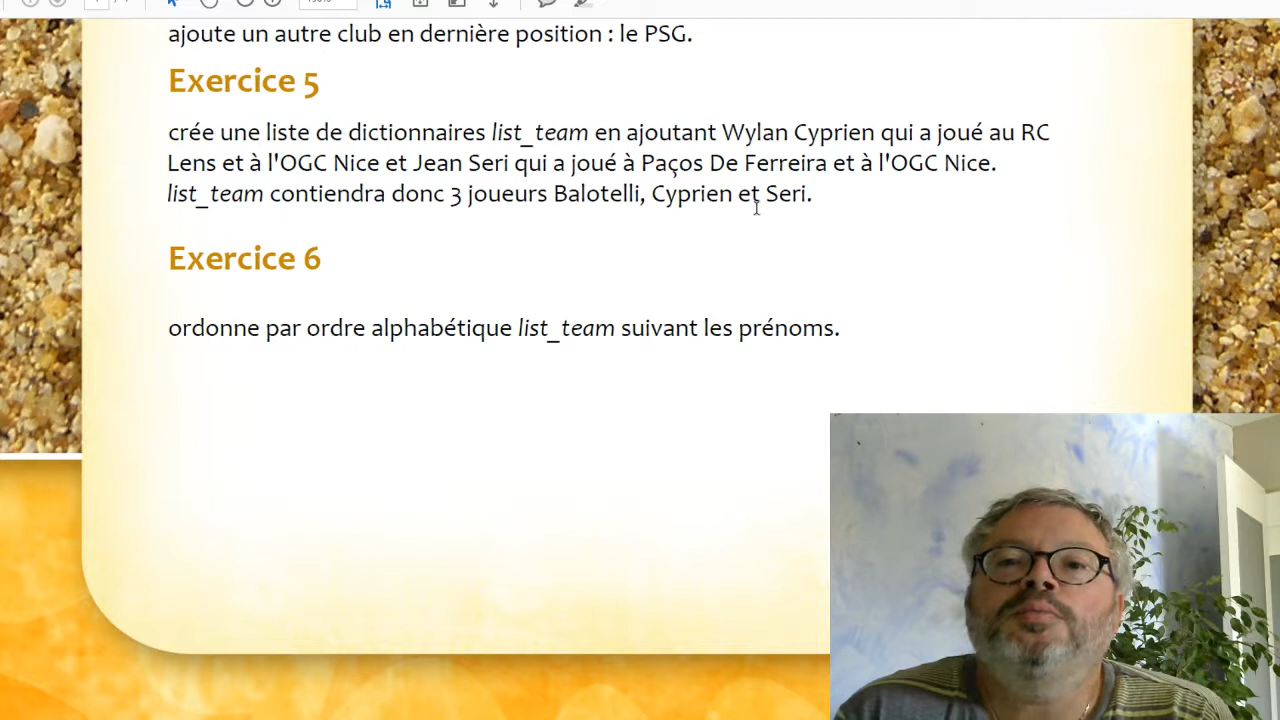 ajoute un autre club en dernière position : le PSG.
Exercice 5
crée une liste de dictionnaires list_team en ajoutant Wylan Cyprien qui a joué au RC
Lens et à l'OGC Nice et Jean Seri qui a joué à Paços De Ferreira et à l'OGC Nice.
list_team contiendra donc 3 joueurs Balotelli, Cyprien et Seri.
Exercice 6
ordonne par ordre alphabétique list_team suivant les prénoms.